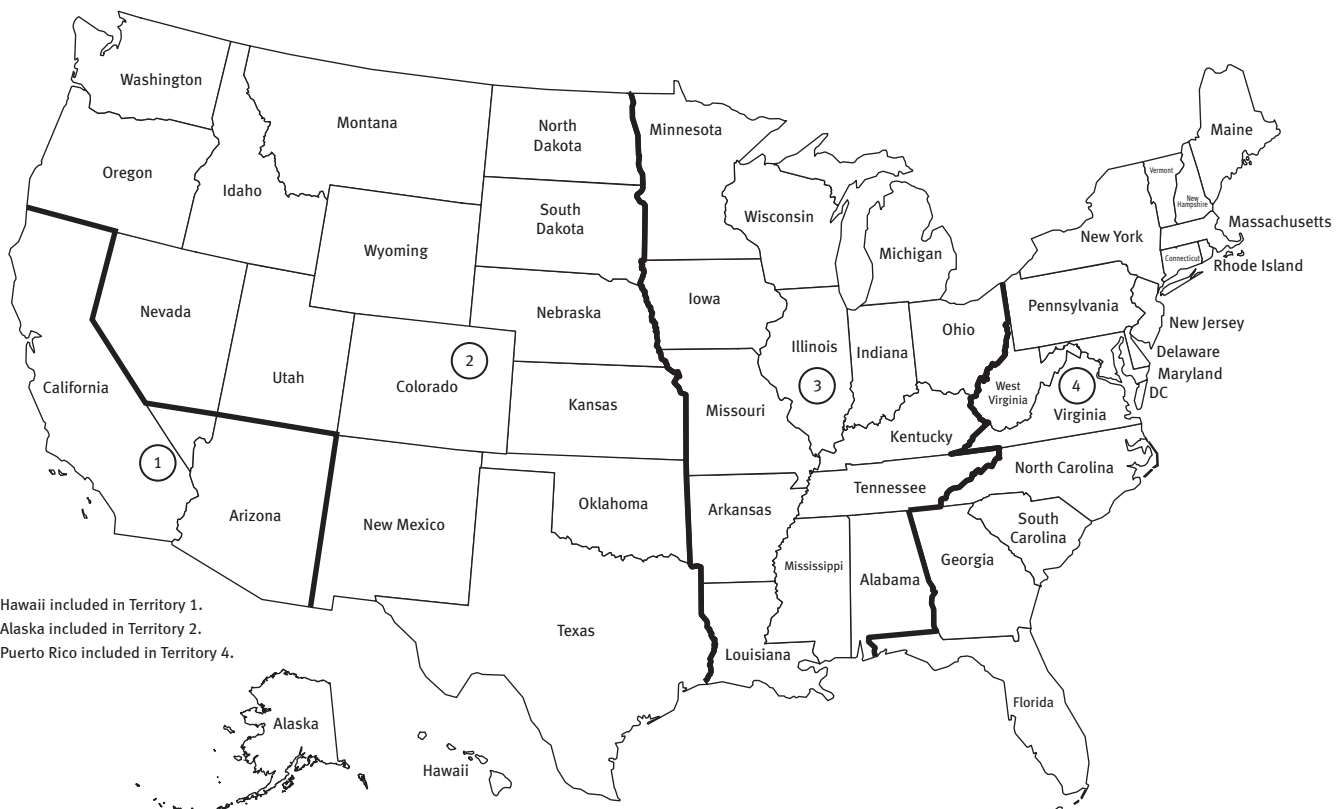 Washington
Montana
North
Dakota
Minnesota
Maine
Oregon
Idaho
South
Dakota
Wisconsin
Vermont
New
Hampshire
Massachusetts
Wyoming
Michigan
New York
Connecticut
Rhode Island
Nevada
Nebraska
Iowa
Pennsylvania
New Jersey
Utah
2
Colorado
Illinois
Indiana
Ohio
Delaware
Maryland
DC
California
Kansas
Missouri
3
West
Virginia
4
Virginia
Kentucky
1
Arizona
New Mexico
Oklahoma
Arkansas
Tennessee
North Carolina
South
Carolina
Mississippi
Alabama
Georgia
Hawaii included in Territory 1.
Alaska included in Territory 2.
Puerto Rico included in Territory 4.
Texas
Louisiana
Florida
Alaska
Hawaii